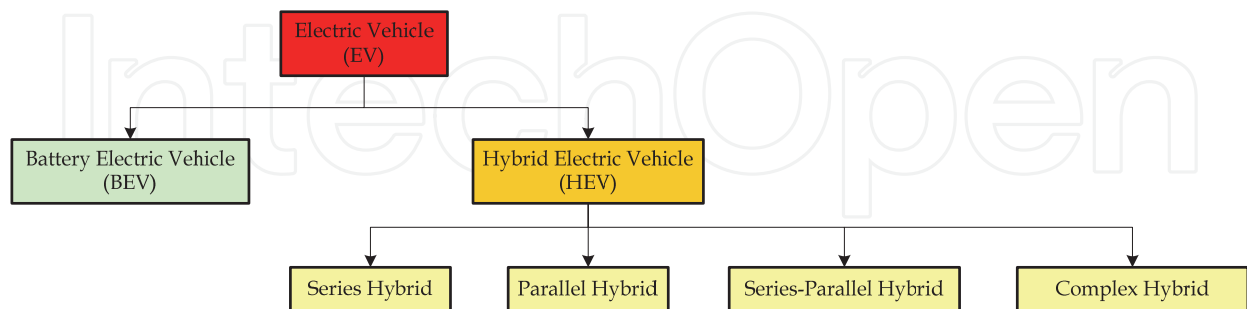 IntechOpen
Electric Vehicle
(EV)
Battery Electric Vehicle
(BEV)
Hybrid Electric Vehicle
(HEV)
Series Hybrid
Parallel Hybrid
Series-Parallel Hybrid
Complex Hybrid